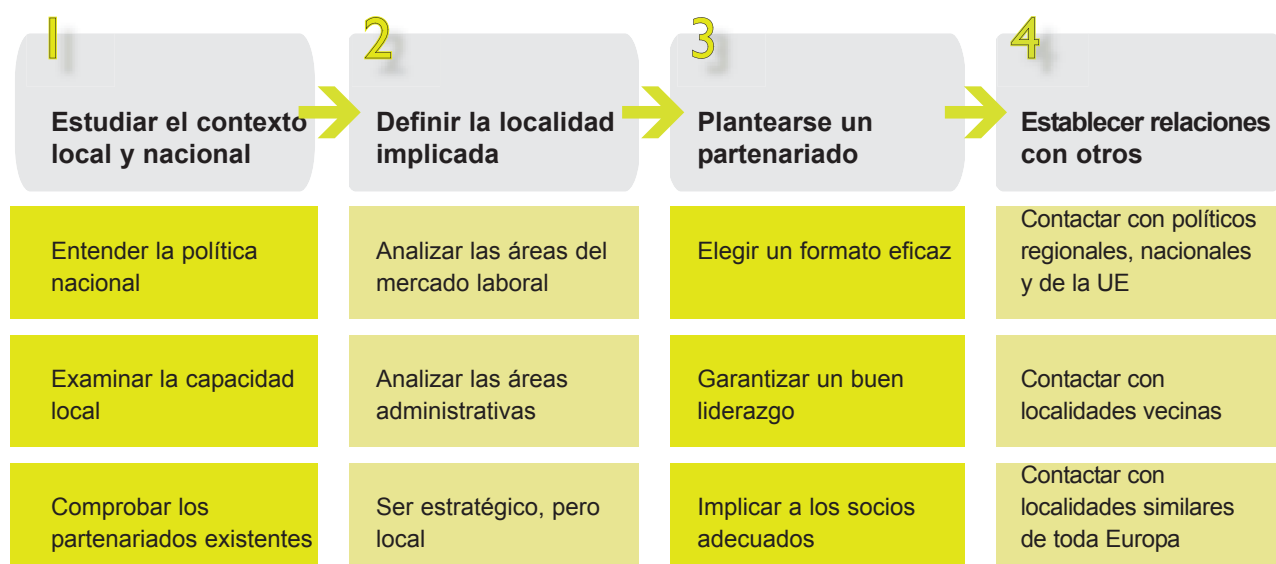 1
Estudiar el contexto
local y nacional
2
Definir la localidad
implicada
3
Plantearse un
partenariado
4
Establecer relaciones
con otros
Entender la política
nacional
Analizar las áreas del
mercado laboral
Elegir un formato eficaz
Contactar con políticos
regionales, nacionales
y de la UE
Examinar la capacidad
local
Analizar las áreas
administrativas
Garantizar un buen
liderazgo
Contactar con
localidades vecinas
Comprobar los
partenariados existentes
Ser estratégico, pero
local
Implicar a los socios
adecuados
Contactar con
localidades similares
de toda Europa